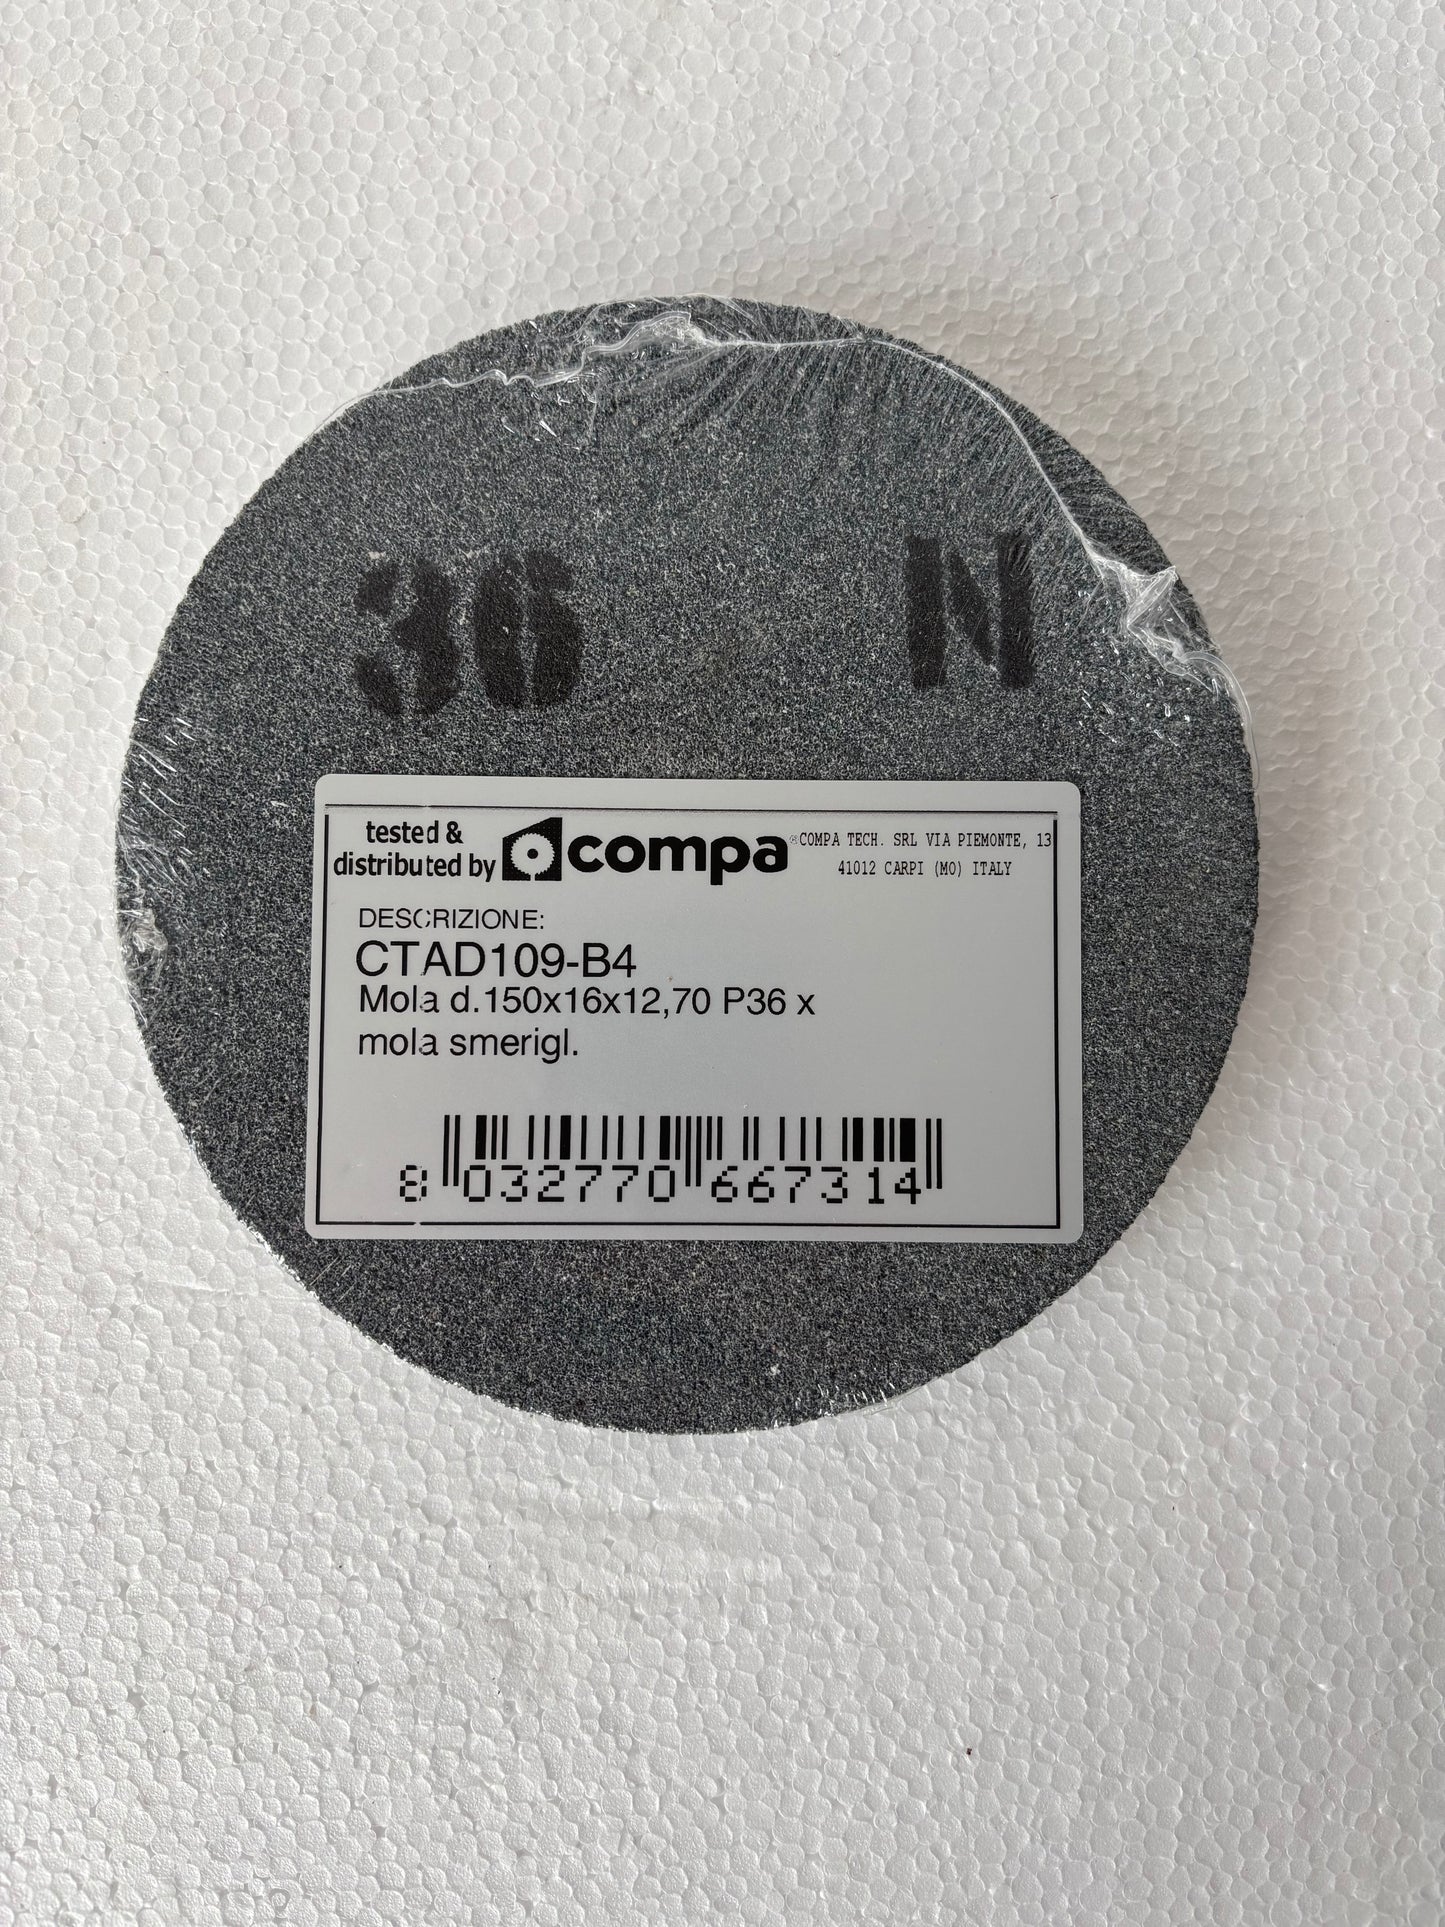 36 N
tested &
distributed by
compa
®COMPA TECH. SRL VIA PIEMONTE, 13
41012 CARPI (MO) ITALY
DESCRIZIONE:
CTAD109-B4
Mola d.150x16x12,70 P36 x
mola smerigl.
8 032770 667314